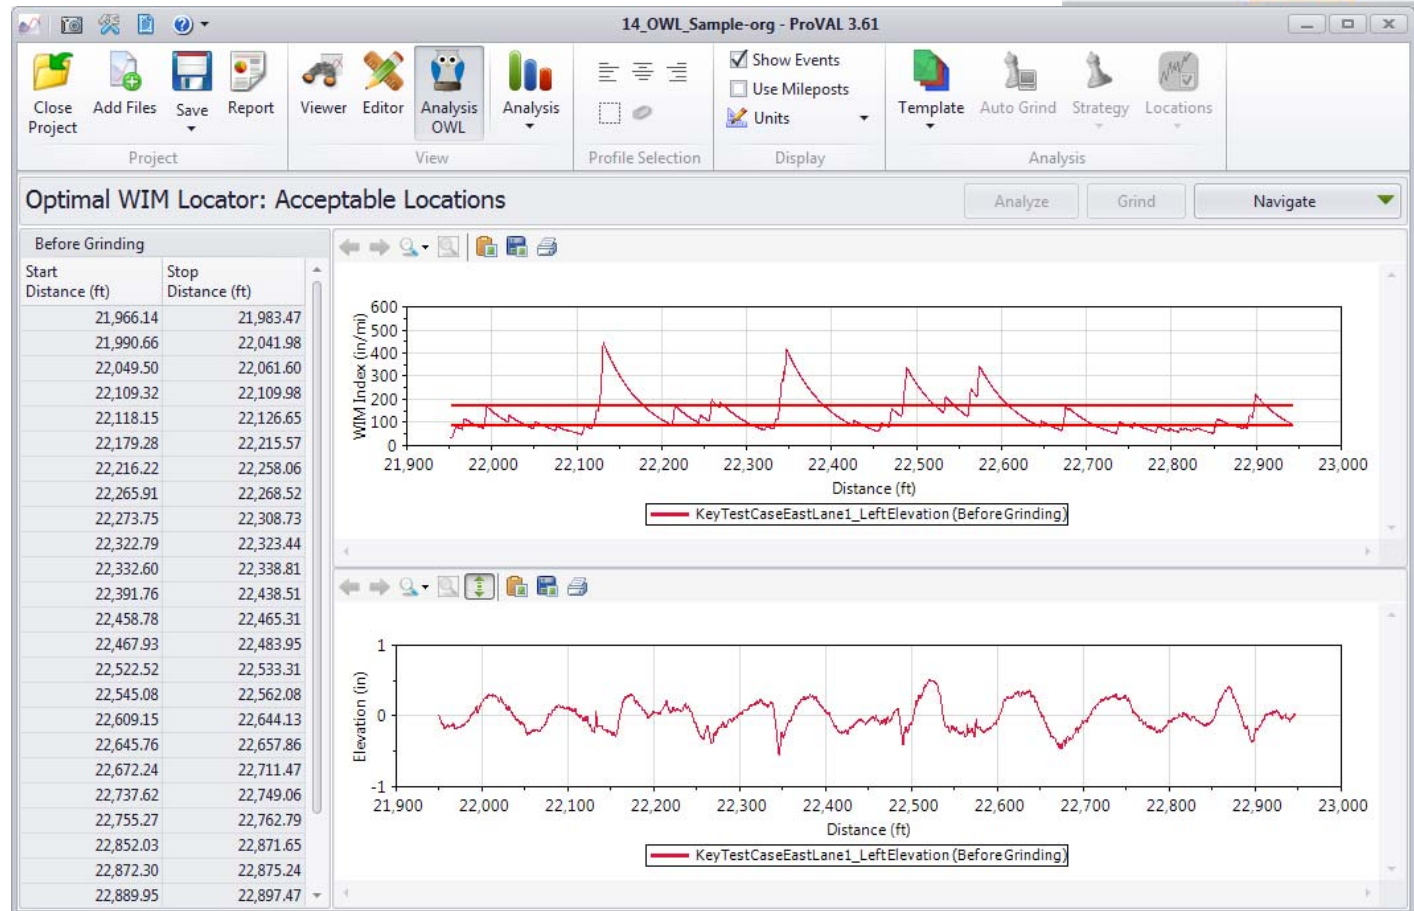 14_OWL_Sample-org - ProVAL 3.61
Close Project
Add Files
Save
Report
Viewer
Editor
Analysis OWL
Analysis
Show Events
Use Mileposts
Units
Template
Auto Grind
Strategy
Locations
Project
View
Profile Selection
Display
Analysis
Optimal WIM Locator: Acceptable Locations
Analyze
Grind
Navigate
Before Grinding
Start Distance (ft) Stop Distance (ft)
21,966.14 21,983.47
21,990.66 22,041.98
22,049.50 22,061.60
22,109.32 22,109.98
22,118.15 22,126.65
22,179.28 22,215.57
22,216.22 22,258.06
22,265.91 22,268.52
22,273.75 22,308.73
22,322.79 22,323.44
22,332.60 22,338.81
22,391.76 22,438.51
22,458.78 22,465.31
22,467.93 22,483.95
22,522.52 22,533.31
22,545.08 22,562.08
22,609.15 22,644.13
22,645.76 22,657.86
22,672.24 22,711.47
22,737.62 22,749.06
22,755.27 22,762.79
22,852.03 22,871.65
22,872.30 22,875.24
22,889.95 22,897.47
WIM Index (in/mi)
600
500
400
300
200
100
0
21,900 22,000 22,100 22,200 22,300 22,400 22,500 22,600 22,700 22,800 22,900 23,000
Distance (ft)
KeyTestCaseEastLane1_LeftElevation (Before Grinding)
Elevation (in)
1
0
-1
21,900 22,000 22,100 22,200 22,300 22,400 22,500 22,600 22,700 22,800 22,900 23,000
Distance (ft)
KeyTestCaseEastLane1_LeftElevation (Before Grinding)